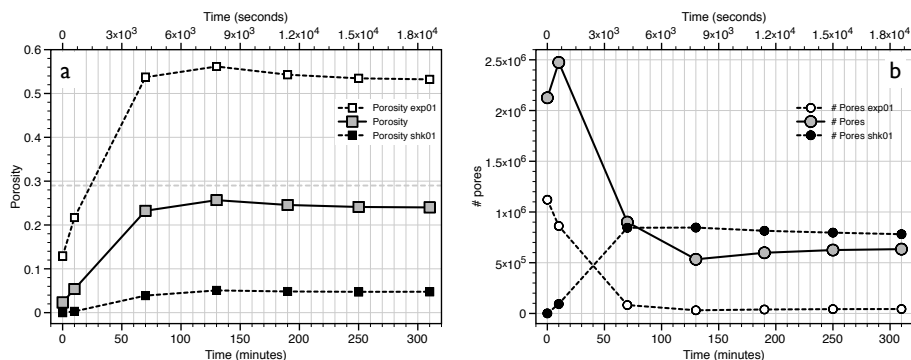 Time (seconds)
0 3×10³ 6×10³ 9×10³ 1.2×10⁴ 1.5×10⁴ 1.8×10⁴
0.6
0.5
0.4
0.3
0.2
0.1
0
Porosity
a
Porosity exp01
Porosity
Porosity shk01
0 50 100 150 200 250 300
Time (minutes)
Time (seconds)
0 3×10³ 6×10³ 9×10³ 1.2×10⁴ 1.5×10⁴ 1.8×10⁴
2.5×10⁶
2×10⁶
1.5×10⁶
1×10⁶
5×10⁵
0
# pores
b
# Pores exp01
# Pores
# Pores shk01
0 50 100 150 200 250 300
Time (minutes)